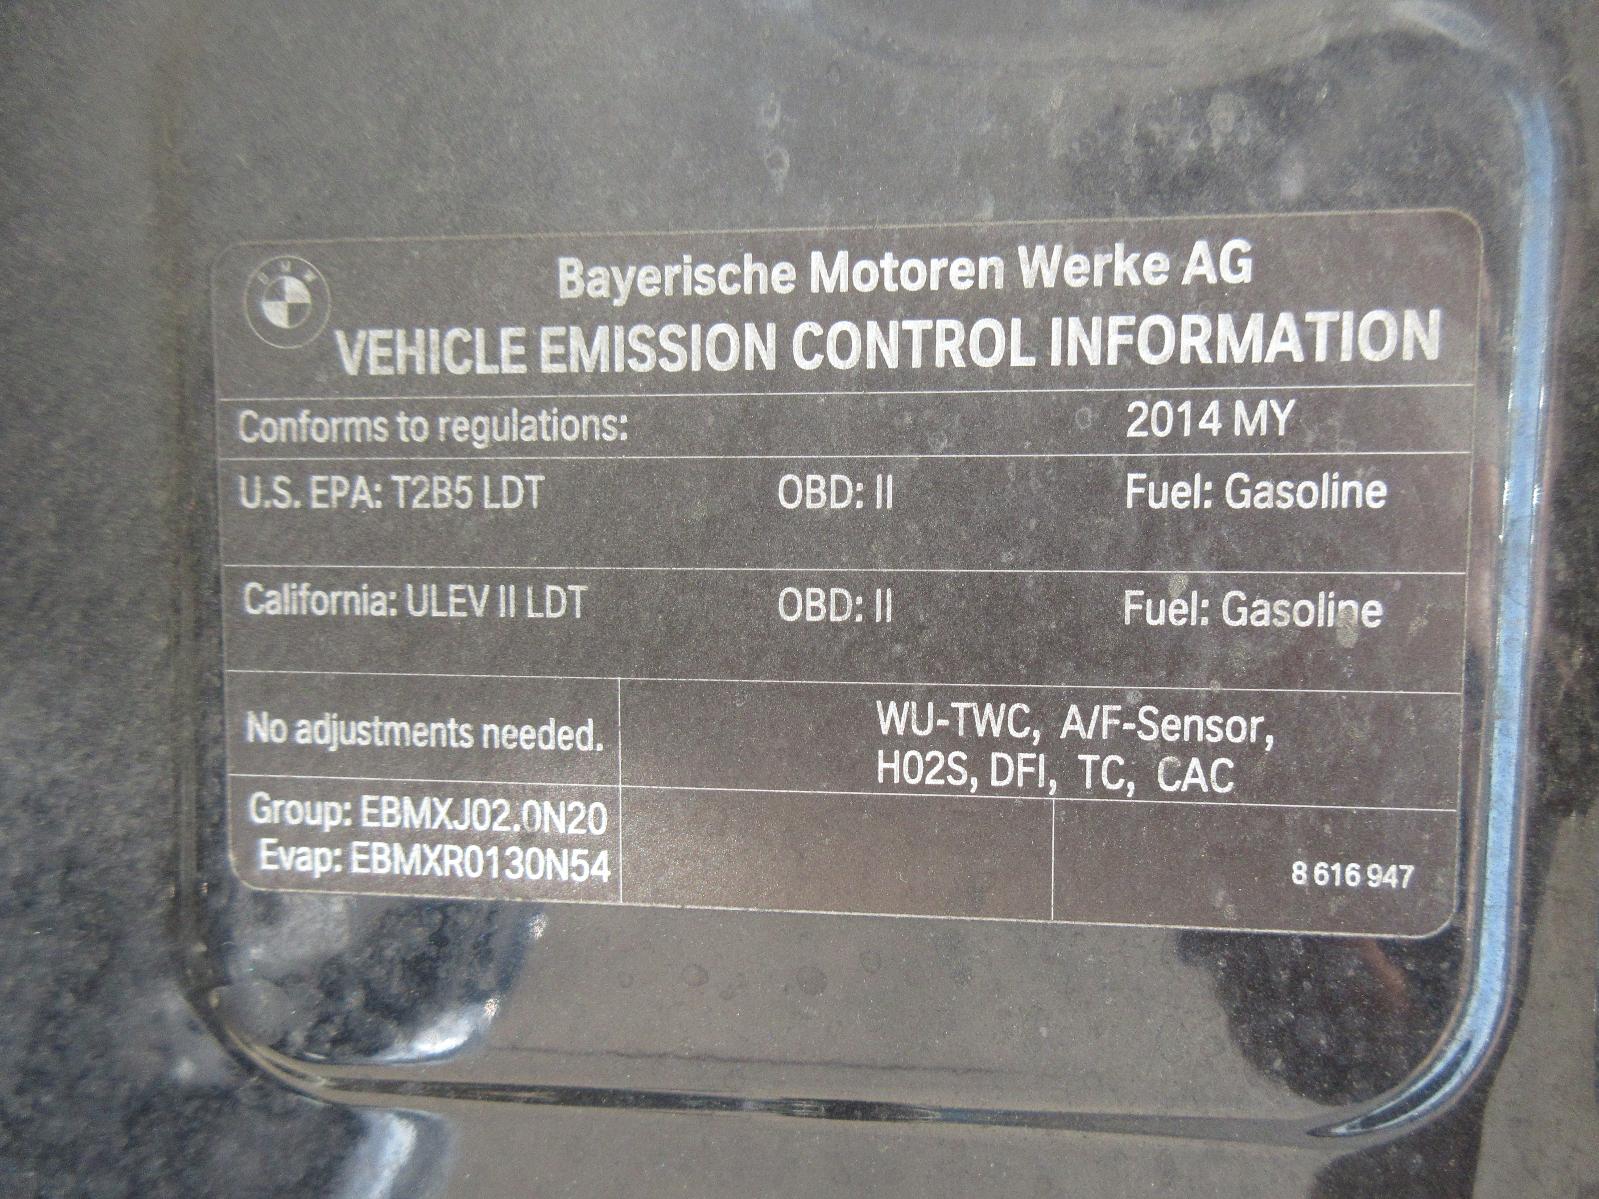 BMW
Bayerische Motoren Werke AG
VEHICLE EMISSION CONTROL INFORMATION
Conforms to regulations: 2014 MY
U.S. EPA: T2B5 LDT OBD: II Fuel: Gasoline
California: ULEV II LDT OBD: II Fuel: Gasoline
No adjustments needed.
WU-TWC, A/F-Sensor,
H02S, DFI, TC, CAC
Group: EBMXJ02.0N20
Evap: EBMXR0130N54
8 616 947